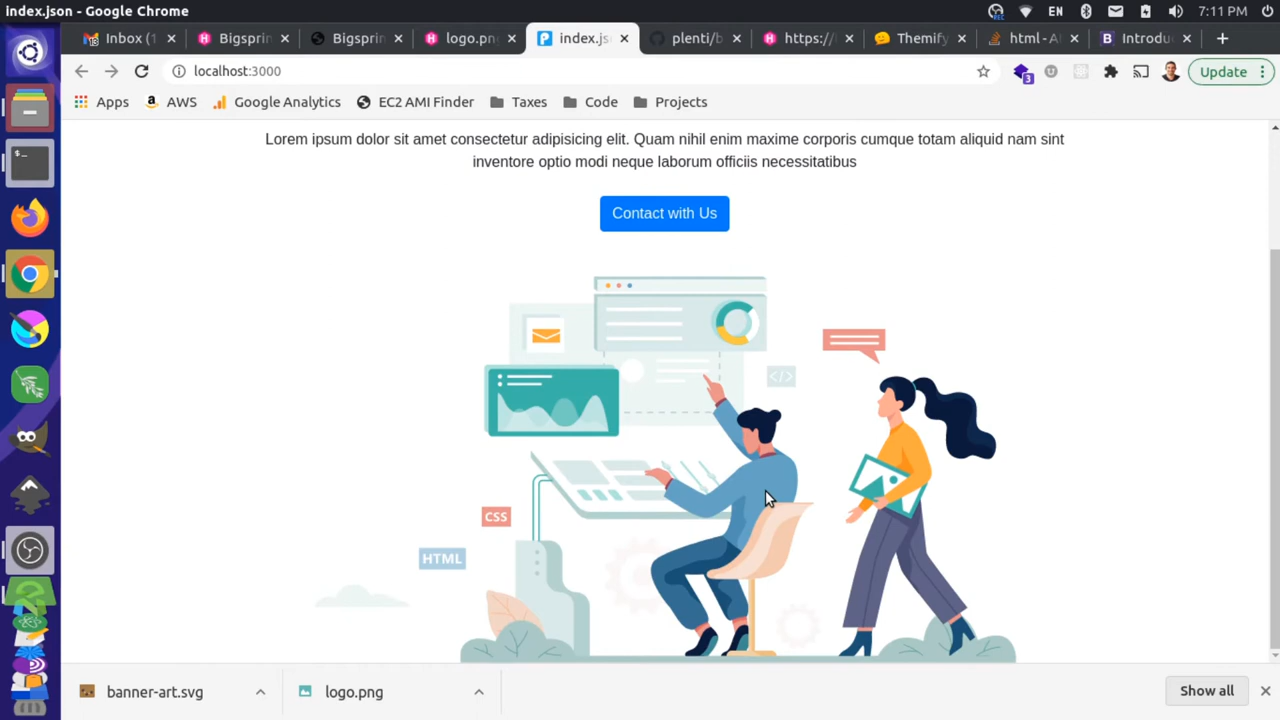 index.json - Google Chrome
EN
7:11 PM
Inbox (1
Bigsprin
Bigsprin
logo.pn
index.js
plenti/b
https://
Themify
html - A
Introdu
localhost:3000
3
Update
Apps
AWS
Google Analytics
EC2 AMI Finder
Taxes
Code
Projects
Lorem ipsum dolor sit amet consectetur adipisicing elit. Quam nihil enim maxime corporis cumque totam aliquid nam sint
inventore optio modi neque laborum officiis necessitatibus
Contact with Us
</>
CSS
HTML
banner-art.svg
logo.png
Show all